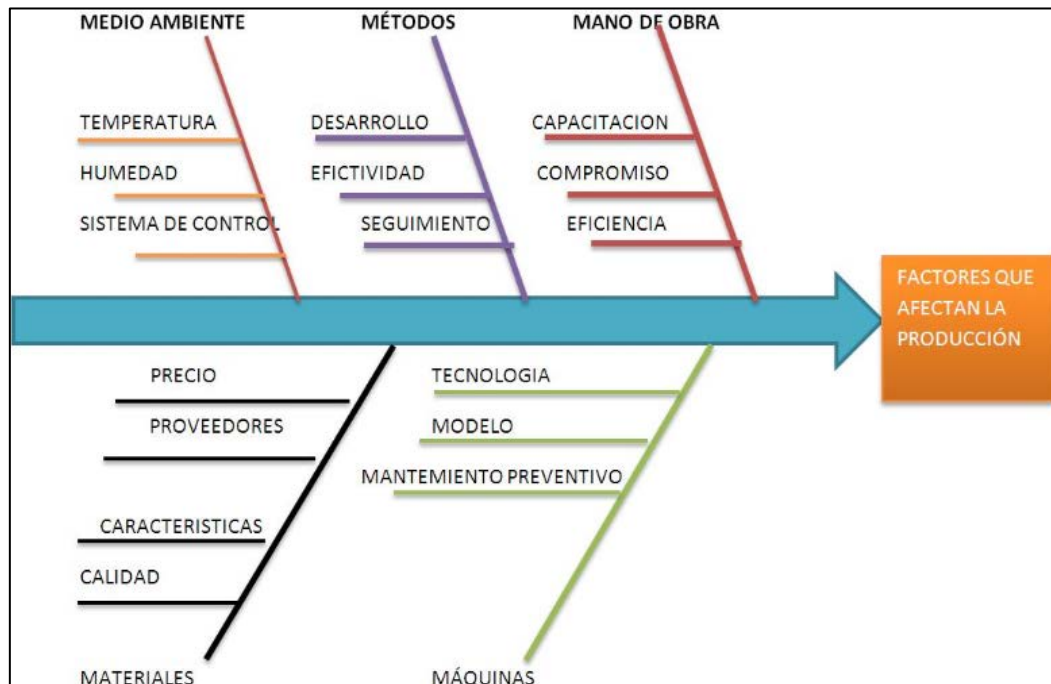 MEDIO AMBIENTE
MÉTODOS
MANO DE OBRA
TEMPERATURA
DESARROLLO
CAPACITACION
HUMEDAD
EFICTIVIDAD
COMPROMISO
SISTEMA DE CONTROL
SEGUIMIENTO
EFICIENCIA
FACTORES QUE
AFECTAN LA
PRODUCCIÓN
PRECIO
TECNOLOGIA
PROVEEDORES
MODELO
MANTEMIENTO PREVENTIVO
CARACTERISTICAS
CALIDAD
MATERIALES
MÁQUINAS